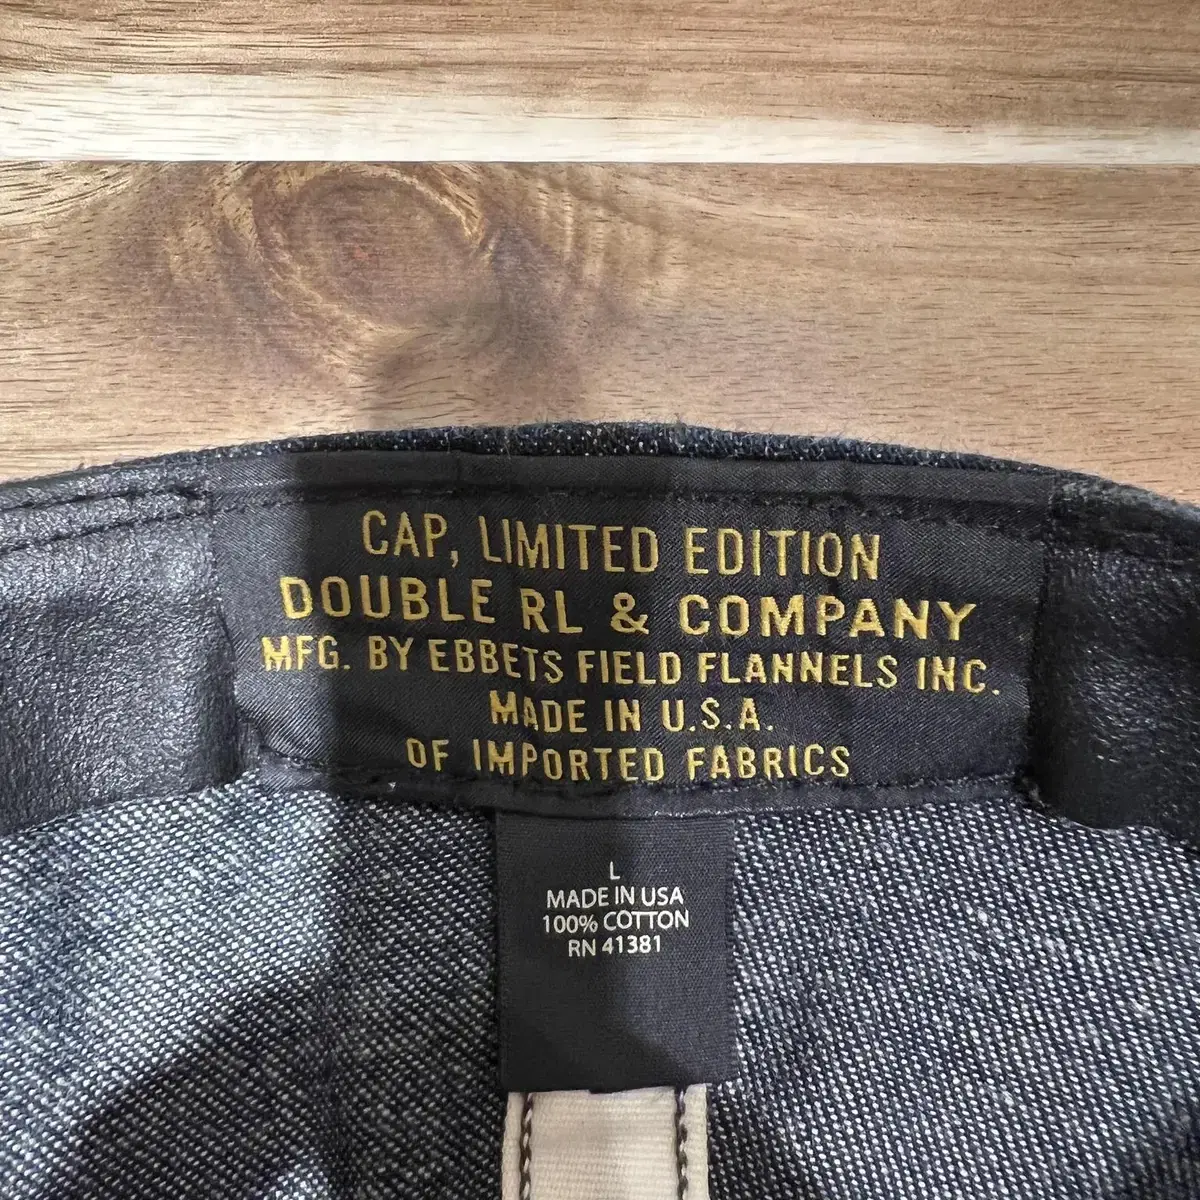 CAP, LIMITED EDITION
DOUBLE RL & COMPANY
MFG. BY EBBETS FIELD FLANNELS INC.
MADE IN U.S.A.
OF IMPORTED FABRICS
L
MADE IN USA
100% COTTON
RN 41381